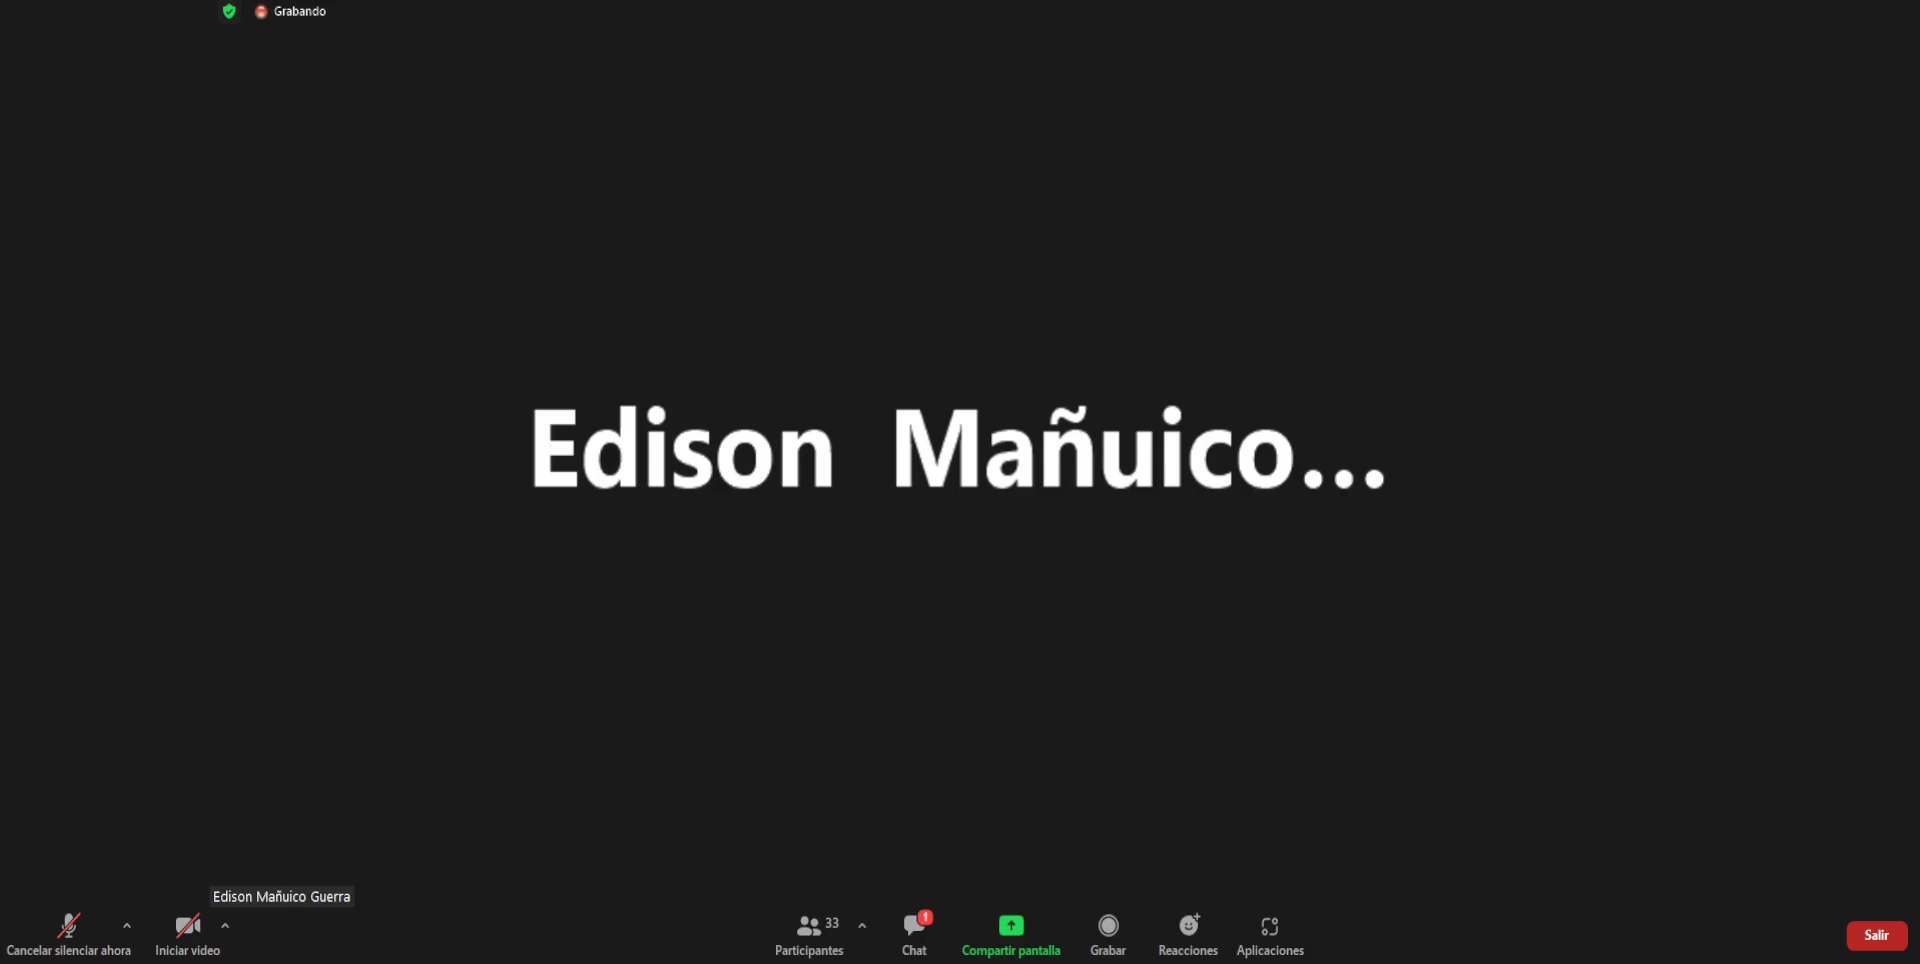 Grabando
Edison Mañuico...
Edison Mañuico Guerra
Cancelar silenciar ahora
Iniciar video
33
Participantes
1
Chat
Compartir pantalla
Grabar
Reacciones
Aplicaciones
Salir